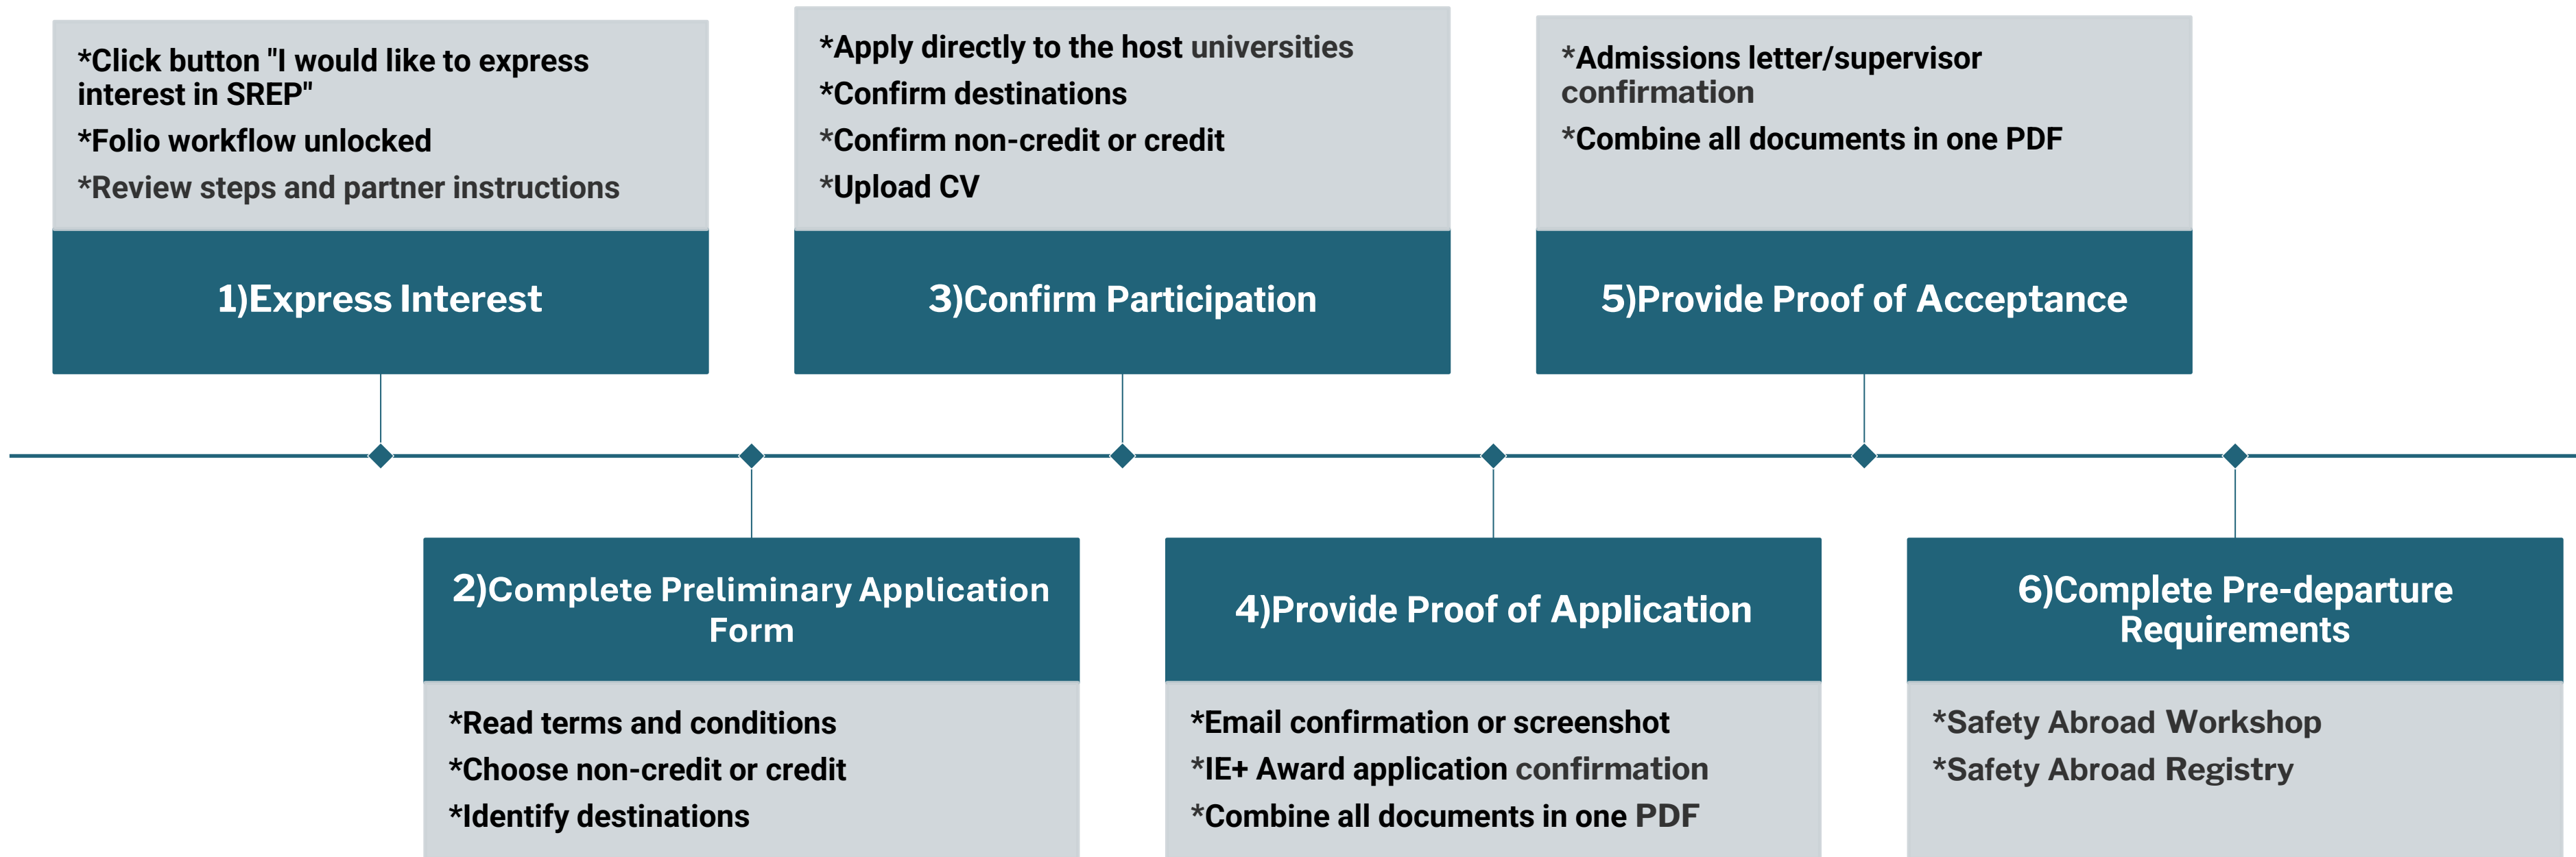 *Click button "I would like to express
interest in SREP"
*Folio workflow unlocked
*Review steps and partner instructions
1)Express Interest
2)Complete Preliminary Application
Form
*Read terms and conditions
*Choose non-credit or credit
*Identify destinations
*Apply directly to the host universities
*Confirm destinations
*Confirm non-credit or credit
*Upload CV
3)Confirm Participation
4)Provide Proof of Application
*Email confirmation or screenshot
*IE+ Award application confirmation
*Combine all documents in one PDF
*Admissions letter/supervisor
confirmation
*Combine all documents in one PDF
5)Provide Proof of Acceptance
6)Complete Pre-departure
Requirements
*Safety Abroad Workshop
*Safety Abroad Registry